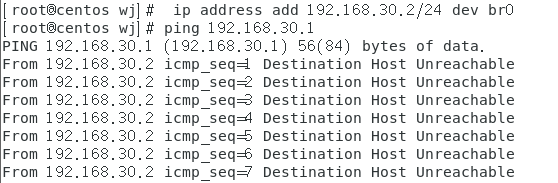 [root@centos wj]#  ip address add 192.168.30.2/24 dev br0
[root@centos wj]# ping 192.168.30.1
PING 192.168.30.1 (192.168.30.1) 56(84) bytes of data.
From 192.168.30.2 icmp_seq=1 Destination Host Unreachable
From 192.168.30.2 icmp_seq=2 Destination Host Unreachable
From 192.168.30.2 icmp_seq=3 Destination Host Unreachable
From 192.168.30.2 icmp_seq=4 Destination Host Unreachable
From 192.168.30.2 icmp_seq=5 Destination Host Unreachable
From 192.168.30.2 icmp_seq=6 Destination Host Unreachable
From 192.168.30.2 icmp_seq=7 Destination Host Unreachable